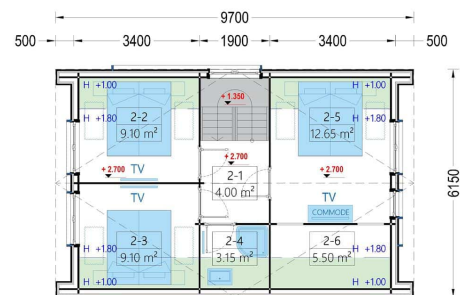 9700
500 3400 1900 3400 500
H +1.00 H +1.00
+ 1.350
H +1.80 2-2 2-5 H +1.80
9.10 m² 12.65 m²
+ 2.700 TV + 2.700 + 2.700
2-1
4.00 m²
TV TV
COMMODE
6150
2-3 2-4 2-6
H +1.80 9.10 m² 3.15 m² 5.50 m² H +1.80
H +1.00 H +1.00